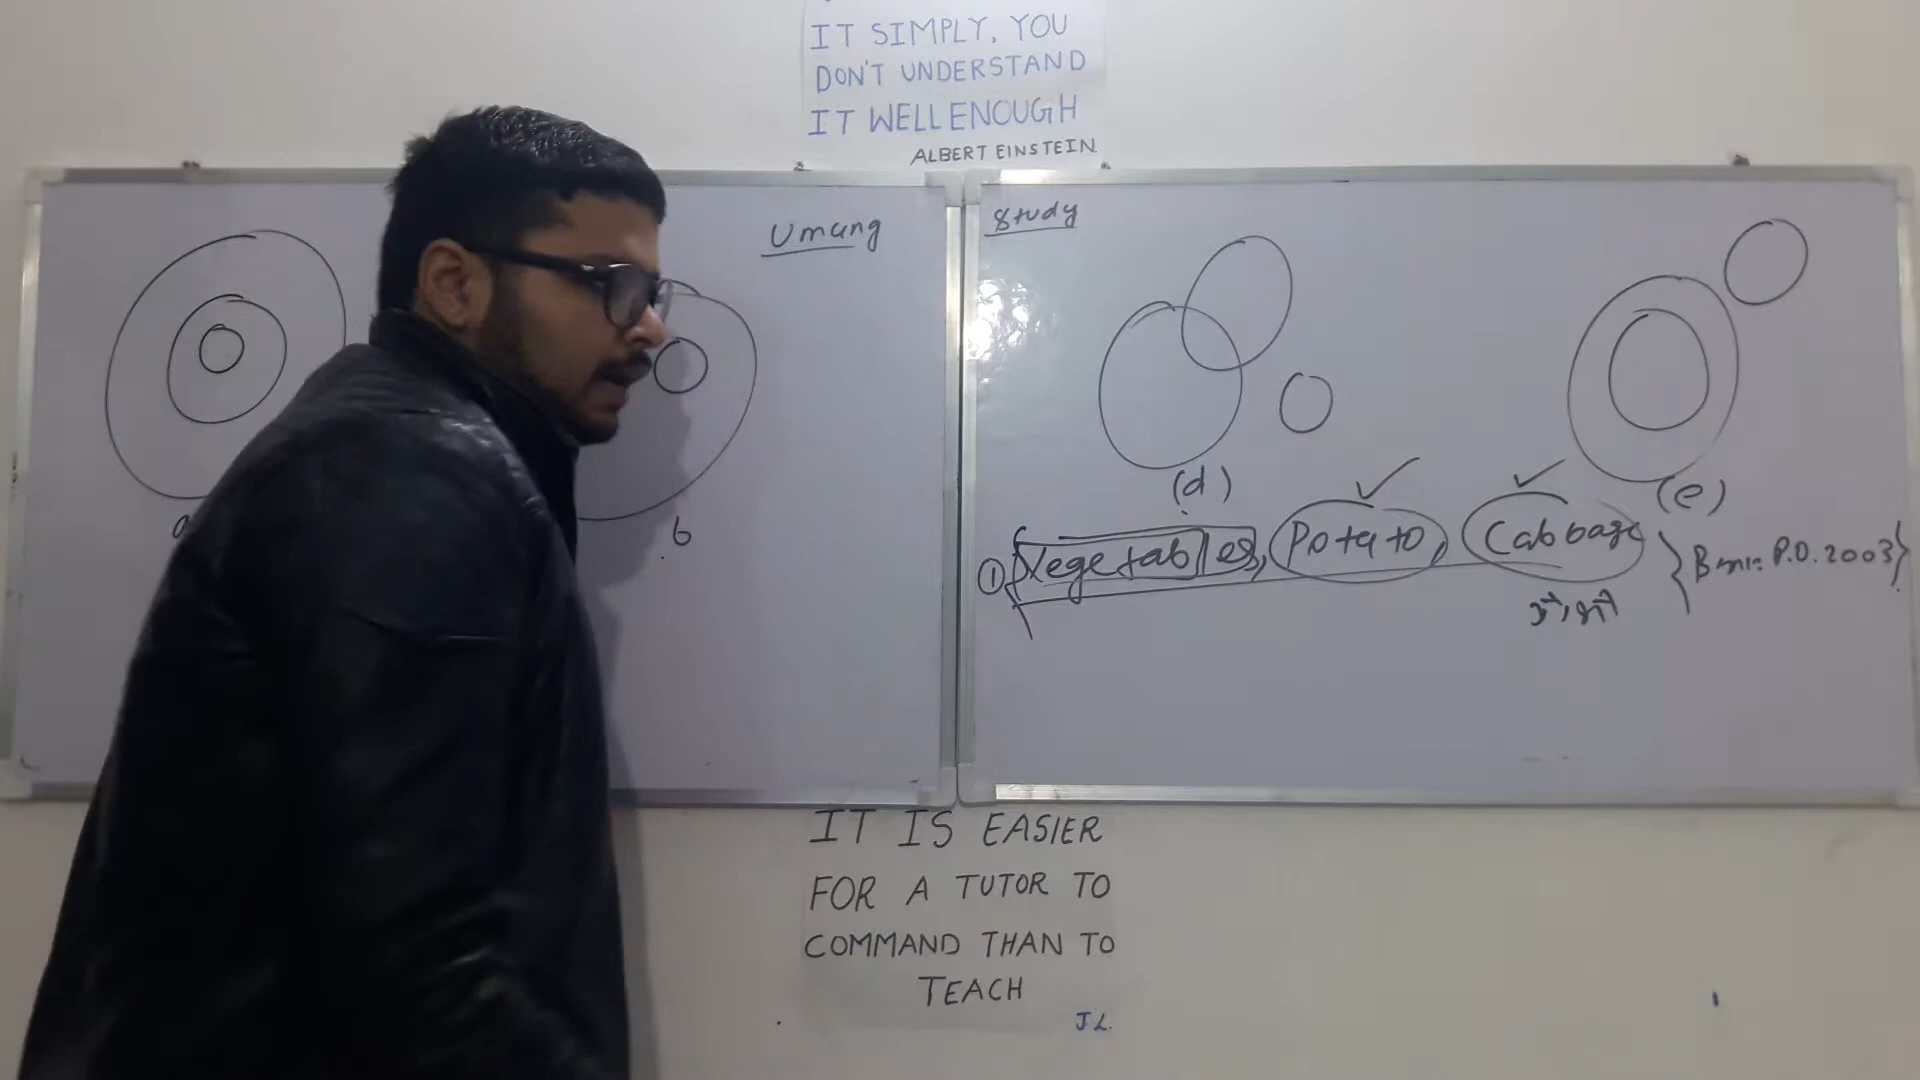 IT SIMPLY, YOU
DON'T UNDERSTAND
IT WELL ENOUGH
ALBERT EINSTEIN
Umang
Study
a
b
(d)
(e)
① Vegetables, Potato, Cabbage { P.O. 2003 }
IT IS EASIER
FOR A TUTOR TO
COMMAND THAN TO
TEACH
J L.